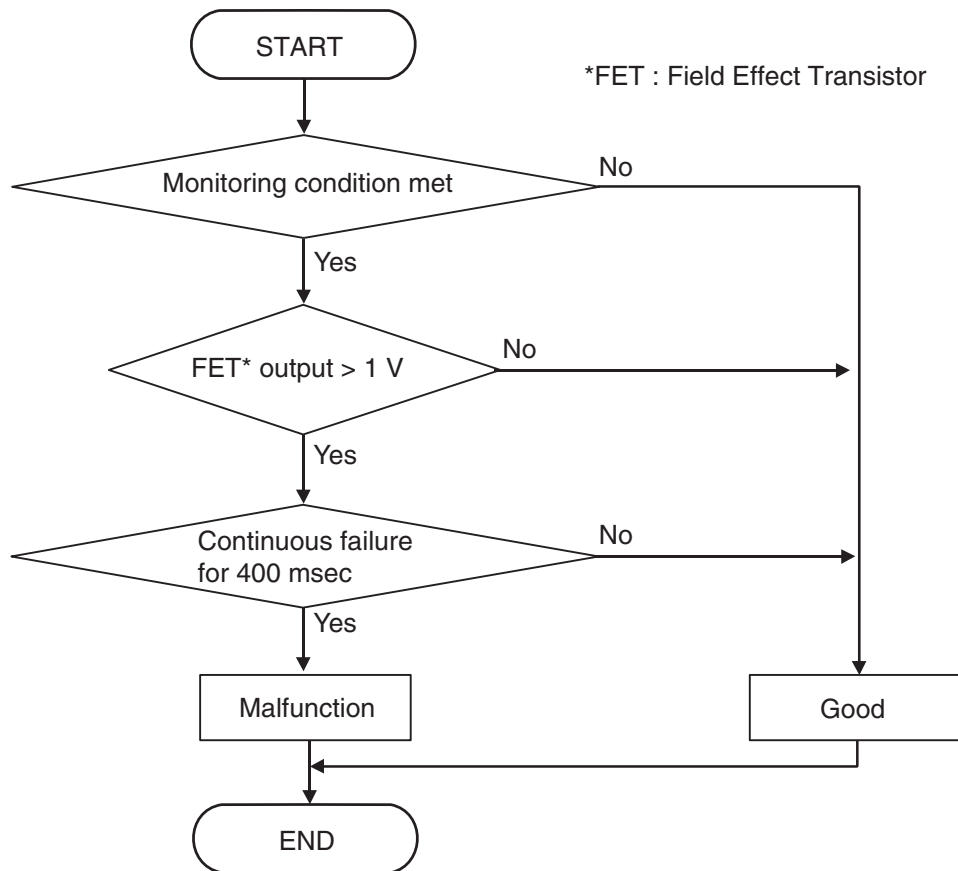 START
*FET : Field Effect Transistor
Monitoring condition met
No
Yes
FET* output > 1 V
No
Yes
Continuous failure
for 400 msec
No
Yes
Malfunction
Good
END